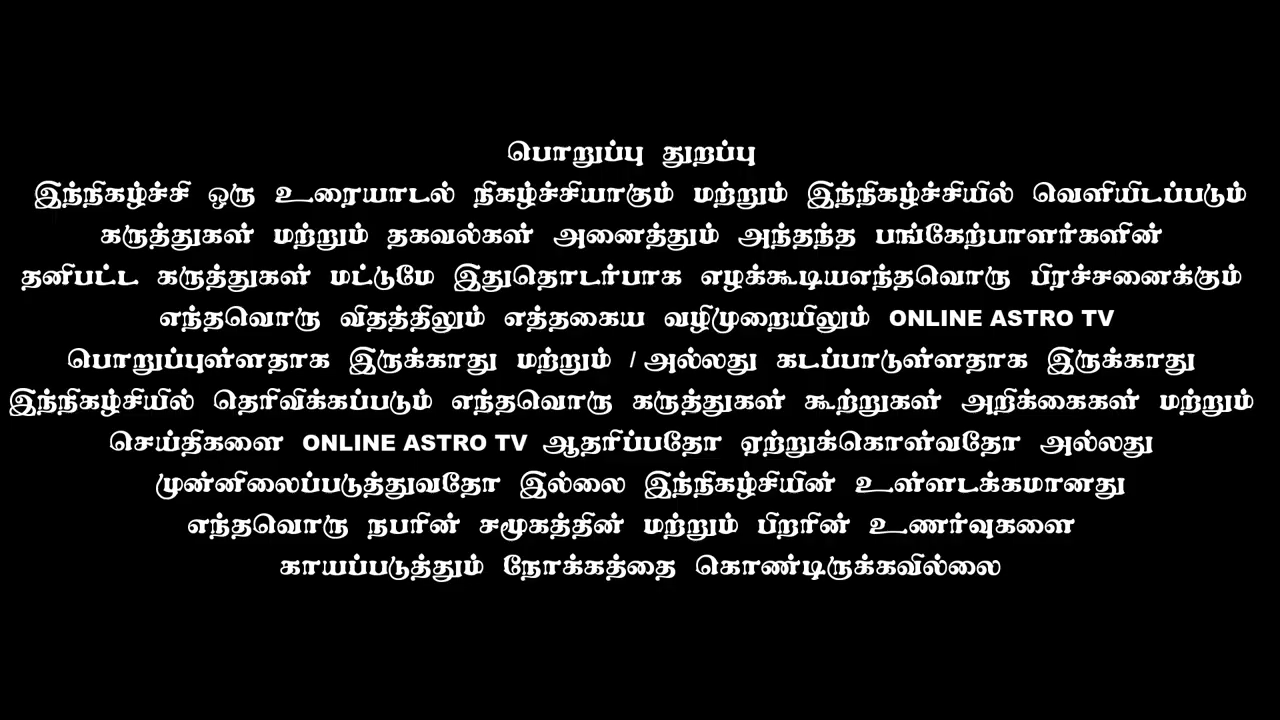 பொறுப்பு துறப்பு
இந்நிகழ்ச்சி ஒரு உரையாடல் நிகழ்ச்சியாகும் மற்றும் இந்நிகழ்ச்சியில் வெளியிடப்படும்
கருத்துகள் மற்றும் தகவல்கள் அனைத்தும் அந்தந்த பங்கேற்பாளர்களின்
தனிபட்ட கருத்துகள் மட்டுமே இதுதொடர்பாக எழக்கூடியஎந்தவொரு பிரச்சனைக்கும்
எந்தவொரு விதத்திலும் எத்தகைய வழிமுறையிலும் ONLINE ASTRO TV
பொறுப்புள்ளதாக இருக்காது மற்றும் / அல்லது கடப்பாடுள்ளதாக இருக்காது
இந்நிகழ்சியில் தெரிவிக்கப்படும் எந்தவொரு கருத்துகள் கூற்றுகள் அறிக்கைகள் மற்றும்
செய்திகளை ONLINE ASTRO TV ஆதரிப்பதோ ஏற்றுக்கொள்வதோ அல்லது
முன்னிலைப்படுத்துவதோ இல்லை இந்நிகழ்சியின் உள்ளடக்கமானது
எந்தவொரு நபரின் சமூகத்தின் மற்றும் பிறரின் உணர்வுகளை
காயப்படுத்தும் நோக்கத்தை கொண்டிருக்கவில்லை